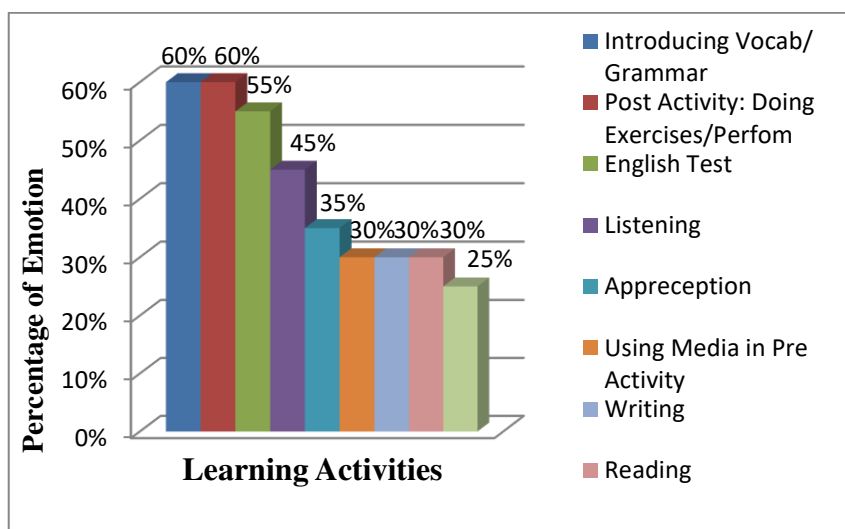 60% 60%
55%
45%
35%
30% 30% 30%
25%
60%
50%
40%
30%
20%
10%
0%
Percentage of Emotion
Learning Activities
Introducing Vocab/
Grammar
Post Activity: Doing
Exercises/Perfom
English Test
Listening
Appreception
Using Media in Pre
Activity
Writing
Reading